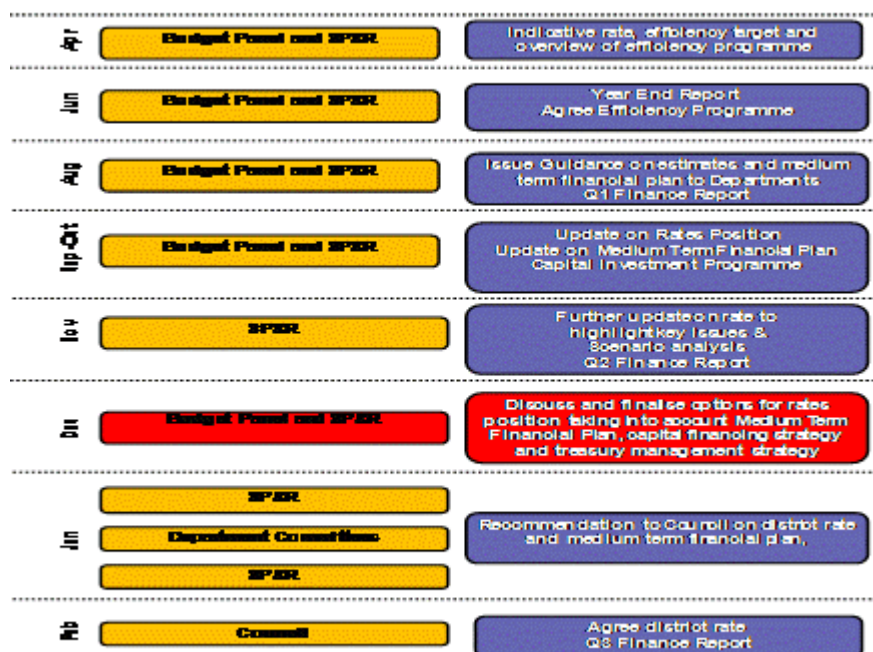 Apr
Budget Panel and SP&R
Indicative rate, efficiency target and
overview of efficiency programme
Jun
Budget Panel and SP&R
Year End Report
Agree Efficiency Programme
Aug
Budget Panel and SP&R
Issue Guidance on estimates and medium
term financial plan to Departments
Q1 Finance Report
Sep-Oct
Budget Panel and SP&R
Update on Rates Position
Update on Medium Term Financial Plan
Capital Investment Programme
Nov
SP&R
Further update on rate to
highlight key issues &
Scenario analysis
Q2 Finance Report
Dec
Budget Panel and SP&R
Discuss and finalise options for rates
position taking into account Medium Term
Financial Plan, capital financing strategy
and treasury management strategy
Jan
SP&R
Department Committees
SP&R
Recommendation to Council on district rate
and medium term financial plan,
Feb
Council
Agree district rate
Q3 Finance Report